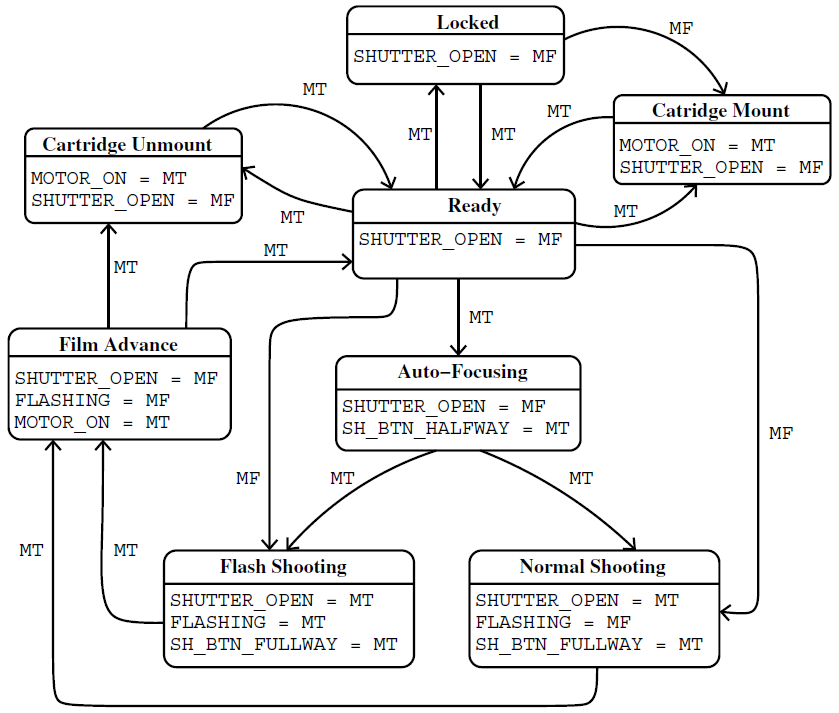 Locked
SHUTTER_OPEN = MF
MF
MT
MT
Catridge Mount
MOTOR_ON = MT
SHUTTER_OPEN = MF
MT
MT
Cartridge Unmount
MOTOR_ON = MT
SHUTTER_OPEN = MF
MT
MT
Ready
SHUTTER_OPEN = MF
MT
MT
MT
MT
Film Advance
SHUTTER_OPEN = MF
FLASHING = MF
MOTOR_ON = MT
Auto−Focusing
SHUTTER_OPEN = MF
SH_BTN_HALFWAY = MT
MF
MF
MT
MT
MT
MT
Flash Shooting
SHUTTER_OPEN = MT
FLASHING = MT
SH_BTN_FULLWAY = MT
Normal Shooting
SHUTTER_OPEN = MT
FLASHING = MF
SH_BTN_FULLWAY = MT